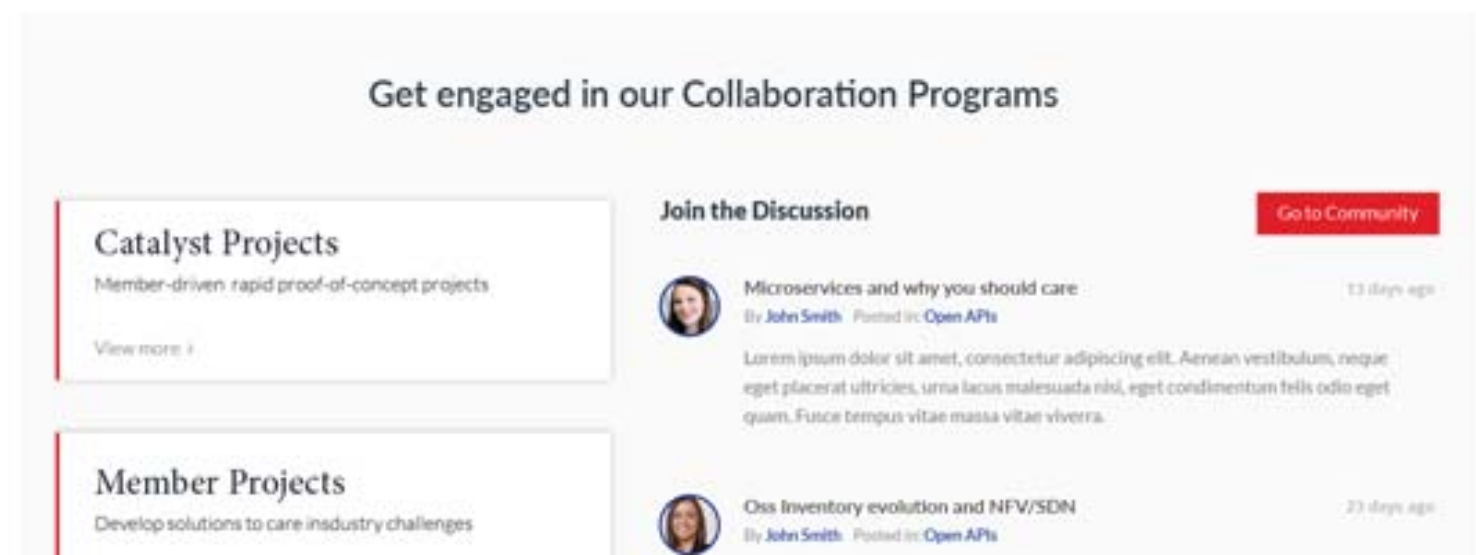 Get engaged in our Collaboration Programs
Catalyst Projects
Member-driven rapid proof-of-concept projects
View more ›
Member Projects
Develop solutions to care insdustry challenges
Join the Discussion
Go to Community
Microservices and why you should care
13 days ago
By John Smith Posted in: Open APIs
Lorem ipsum dolor sit amet, consectetur adipiscing elit. Aenean vestibulum, neque
eget placerat ultricies, urna lacus malesuada nisi, eget condimentum felis odio eget
quam. Fusce tempus vitae massa vitae viverra.
Oss Inventory evolution and NFV/SDN
23 days ago
By John Smith Posted in: Open APIs